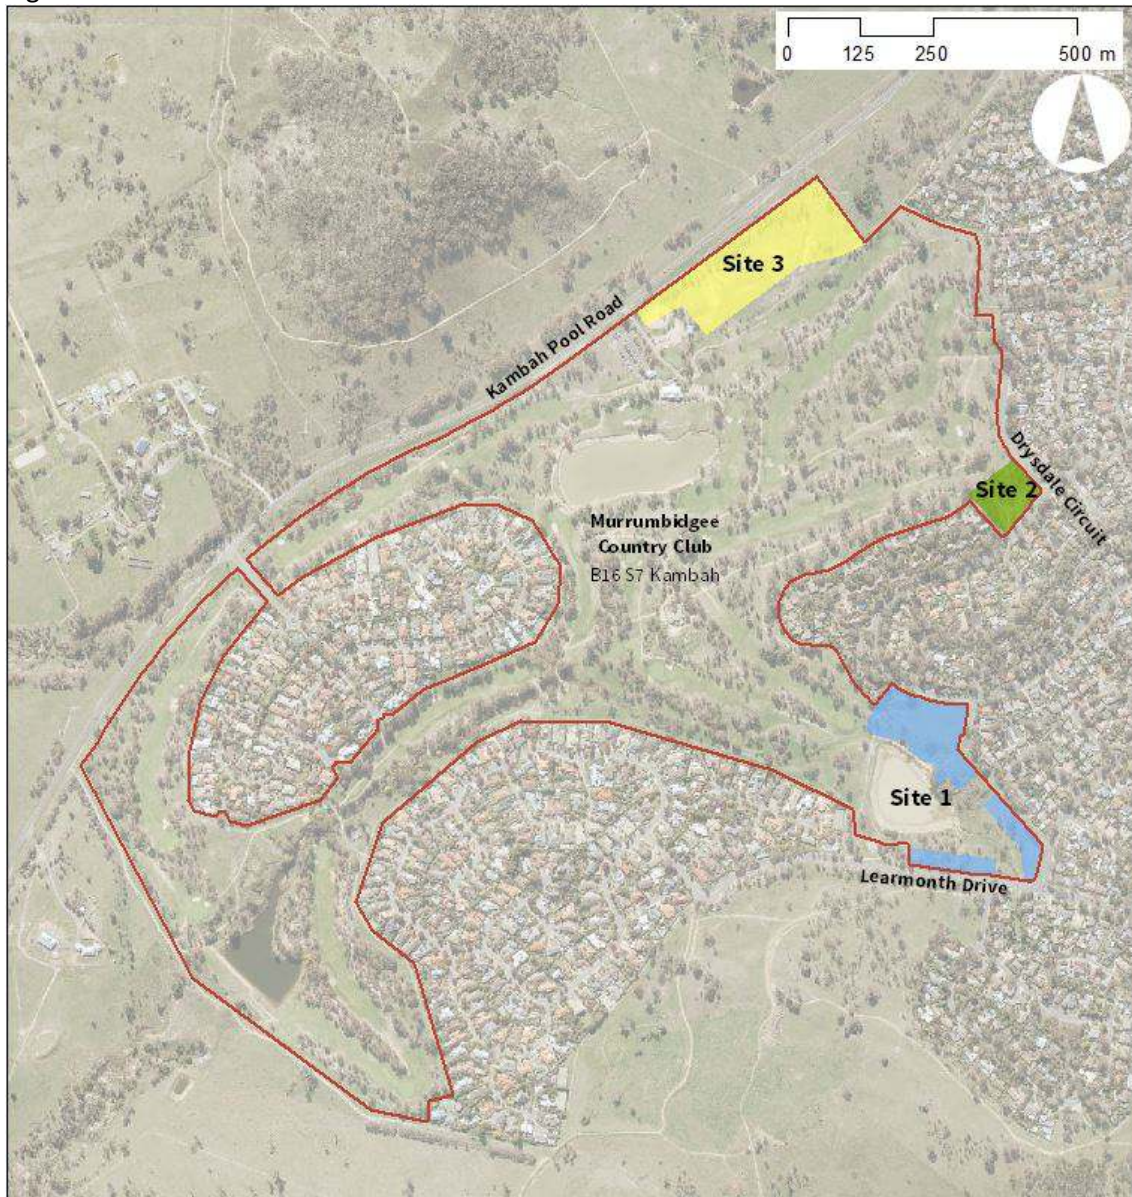 0 125 250 500 m
Site 3
Kambah Pool Road
Drysdale Circuit
Site 2
Murrumbidgee
Country Club
B16 S7 Kambah
Site 1
Learmonth Drive